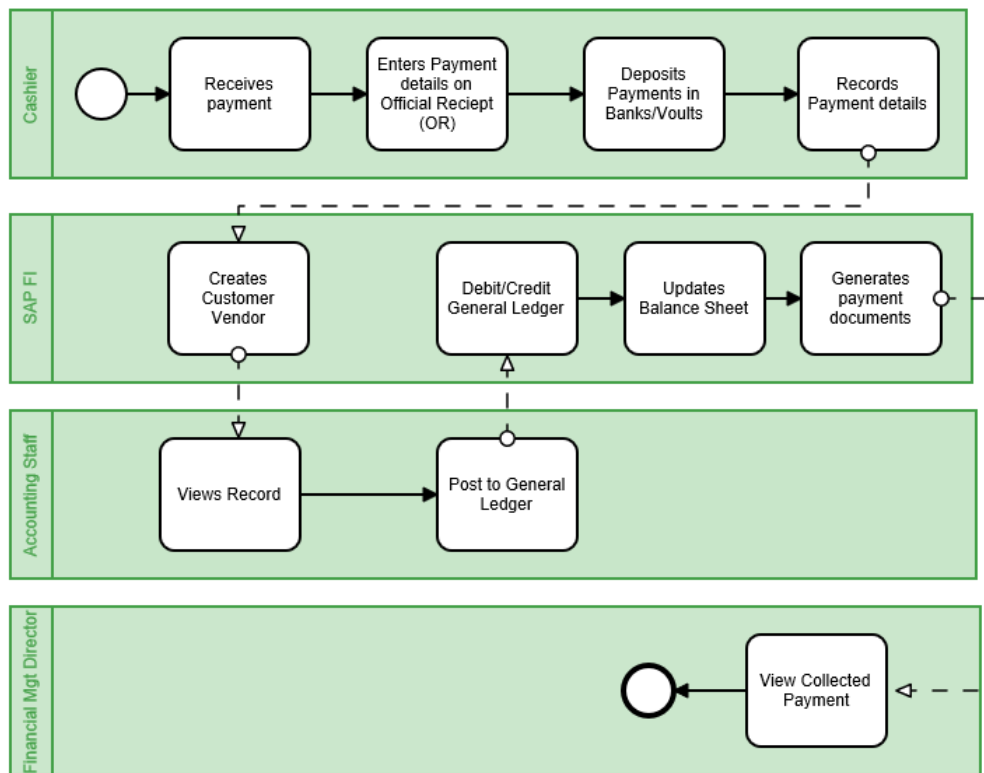 Cashier
Receives
payment
Enters Payment
details on
Official Reciept
(OR)
Deposits
Payments in
Banks/Voults
Records
Payment details
SAP FI
Creates
Customer
Vendor
Debit/Credit
General Ledger
Updates
Balance Sheet
Generates
payment
documents
Accounting Staff
Views Record
Post to General
Ledger
Financial Mgt Director
View Collected
Payment